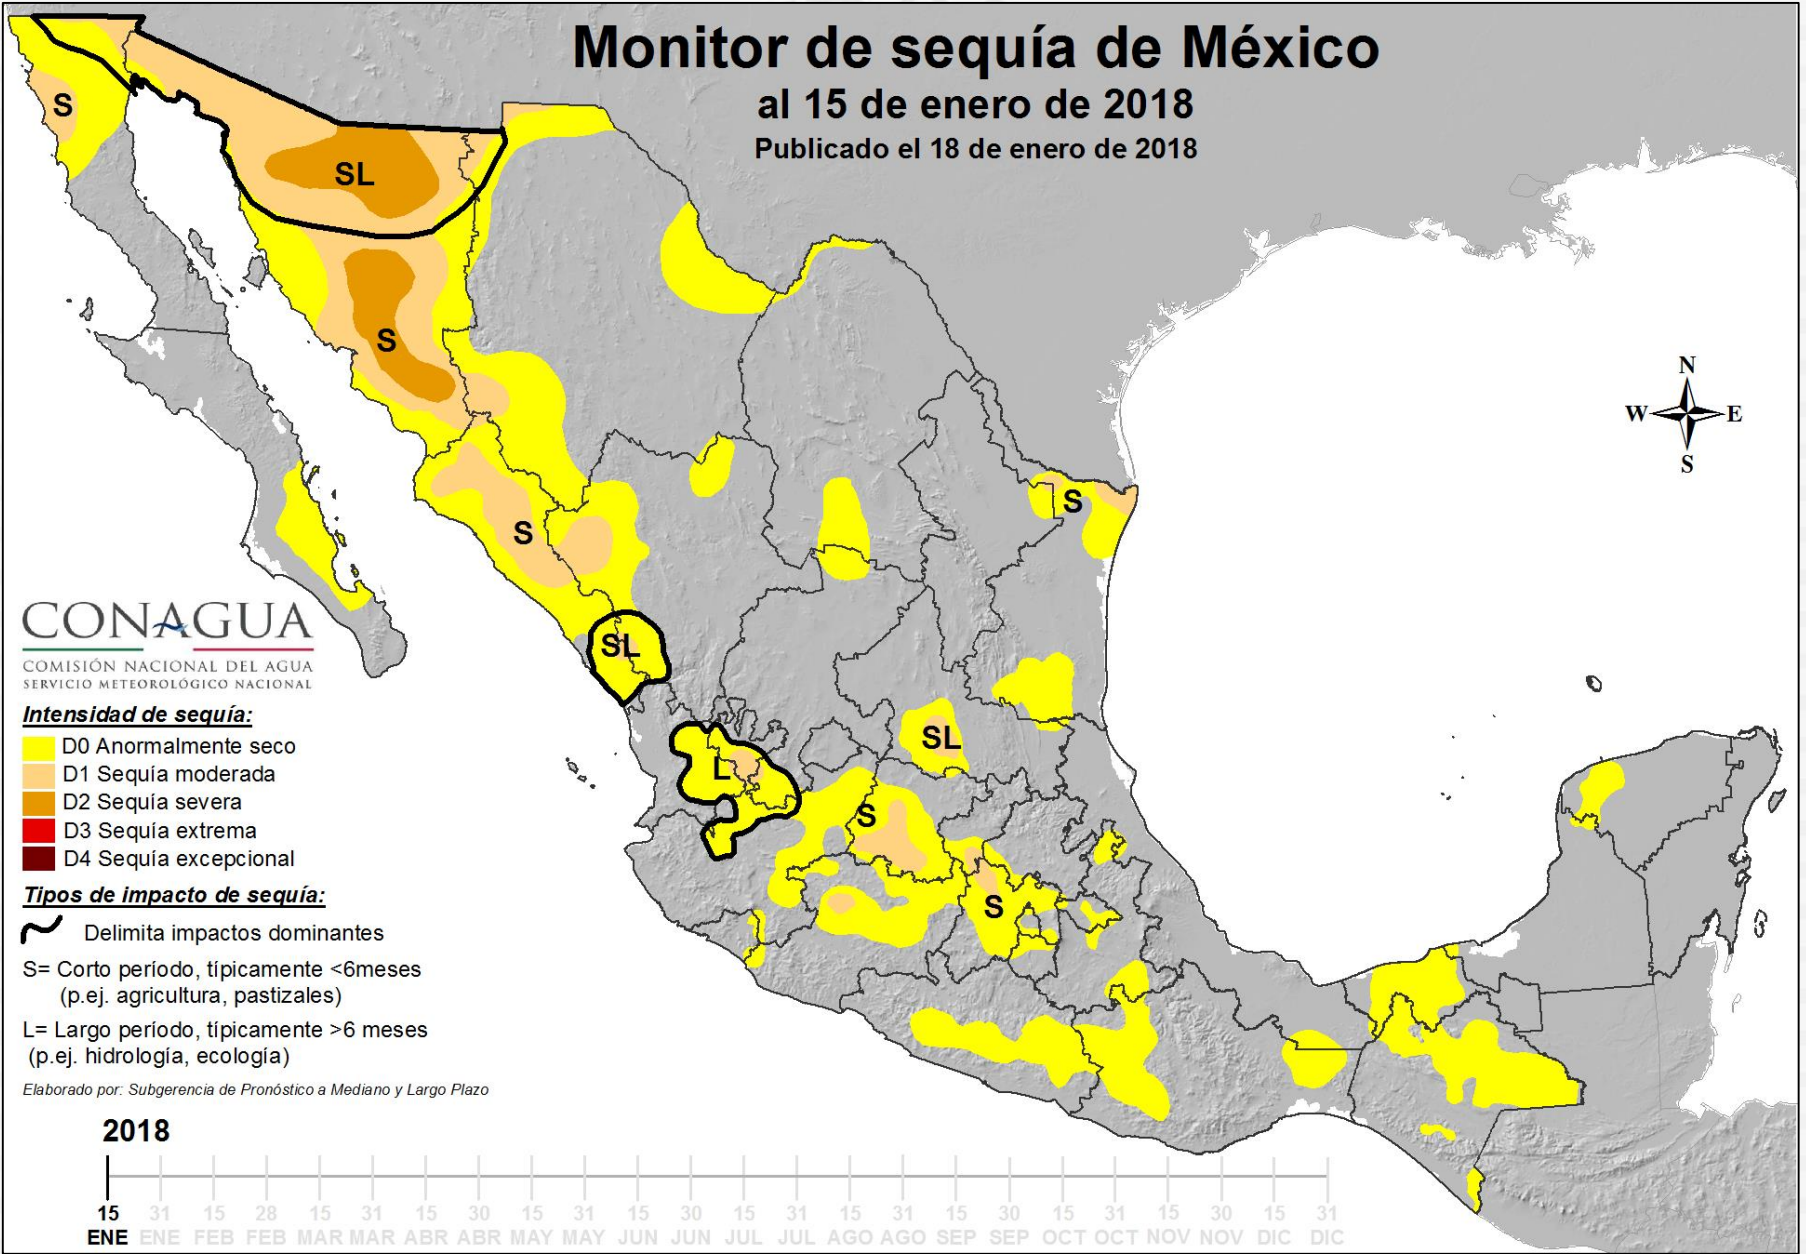 Monitor de sequía de México
al 15 de enero de 2018
Publicado el 18 de enero de 2018
S
SL
S
S
S
SL
SL
L
S
S
N
W E
S
CONAGUA
COMISIÓN NACIONAL DEL AGUA
SERVICIO METEOROLÓGICO NACIONAL
Intensidad de sequía:
D0 Anormalmente seco
D1 Sequía moderada
D2 Sequía severa
D3 Sequía extrema
D4 Sequía excepcional
Tipos de impacto de sequía:
Delimita impactos dominantes
S= Corto período, típicamente <6meses
(p.ej. agricultura, pastizales)
L= Largo período, típicamente >6 meses
(p.ej. hidrología, ecología)
Elaborado por: Subgerencia de Pronóstico a Mediano y Largo Plazo
2018
15 31 15 28 15 31 15 30 15 31 15 30 15 31 15 31 15 30 15 31 15 30 15 31
ENE ENE FEB FEB MAR MAR ABR ABR MAY MAY JUN JUN JUL JUL AGO AGO SEP SEP OCT OCT NOV NOV DIC DIC